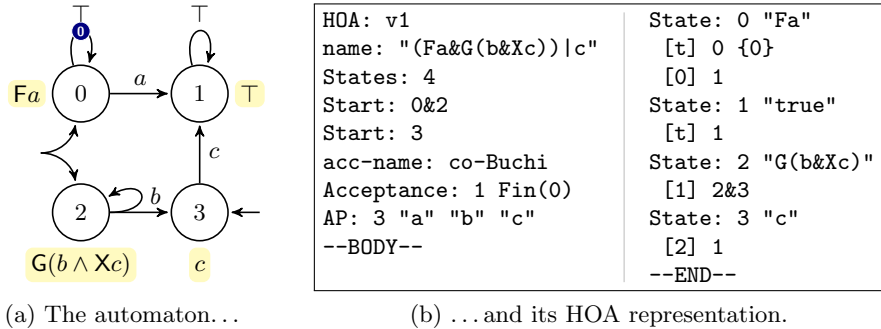 ⊤
⊤
0
a
Fa
0
1
⊤
c
b
2
3
G(b ∧ Xc)
c
(a) The automaton...
HOA: v1
name: "(Fa&G(b&Xc))|c"
States: 4
Start: 0&2
Start: 3
acc-name: co-Buchi
Acceptance: 1 Fin(0)
AP: 3 "a" "b" "c"
--BODY--
State: 0 "Fa"
[t] 0 {0}
[0] 1
State: 1 "true"
[t] 1
State: 2 "G(b&Xc)"
[1] 2&3
State: 3 "c"
[2] 1
--END--
(b) ...and its HOA representation.